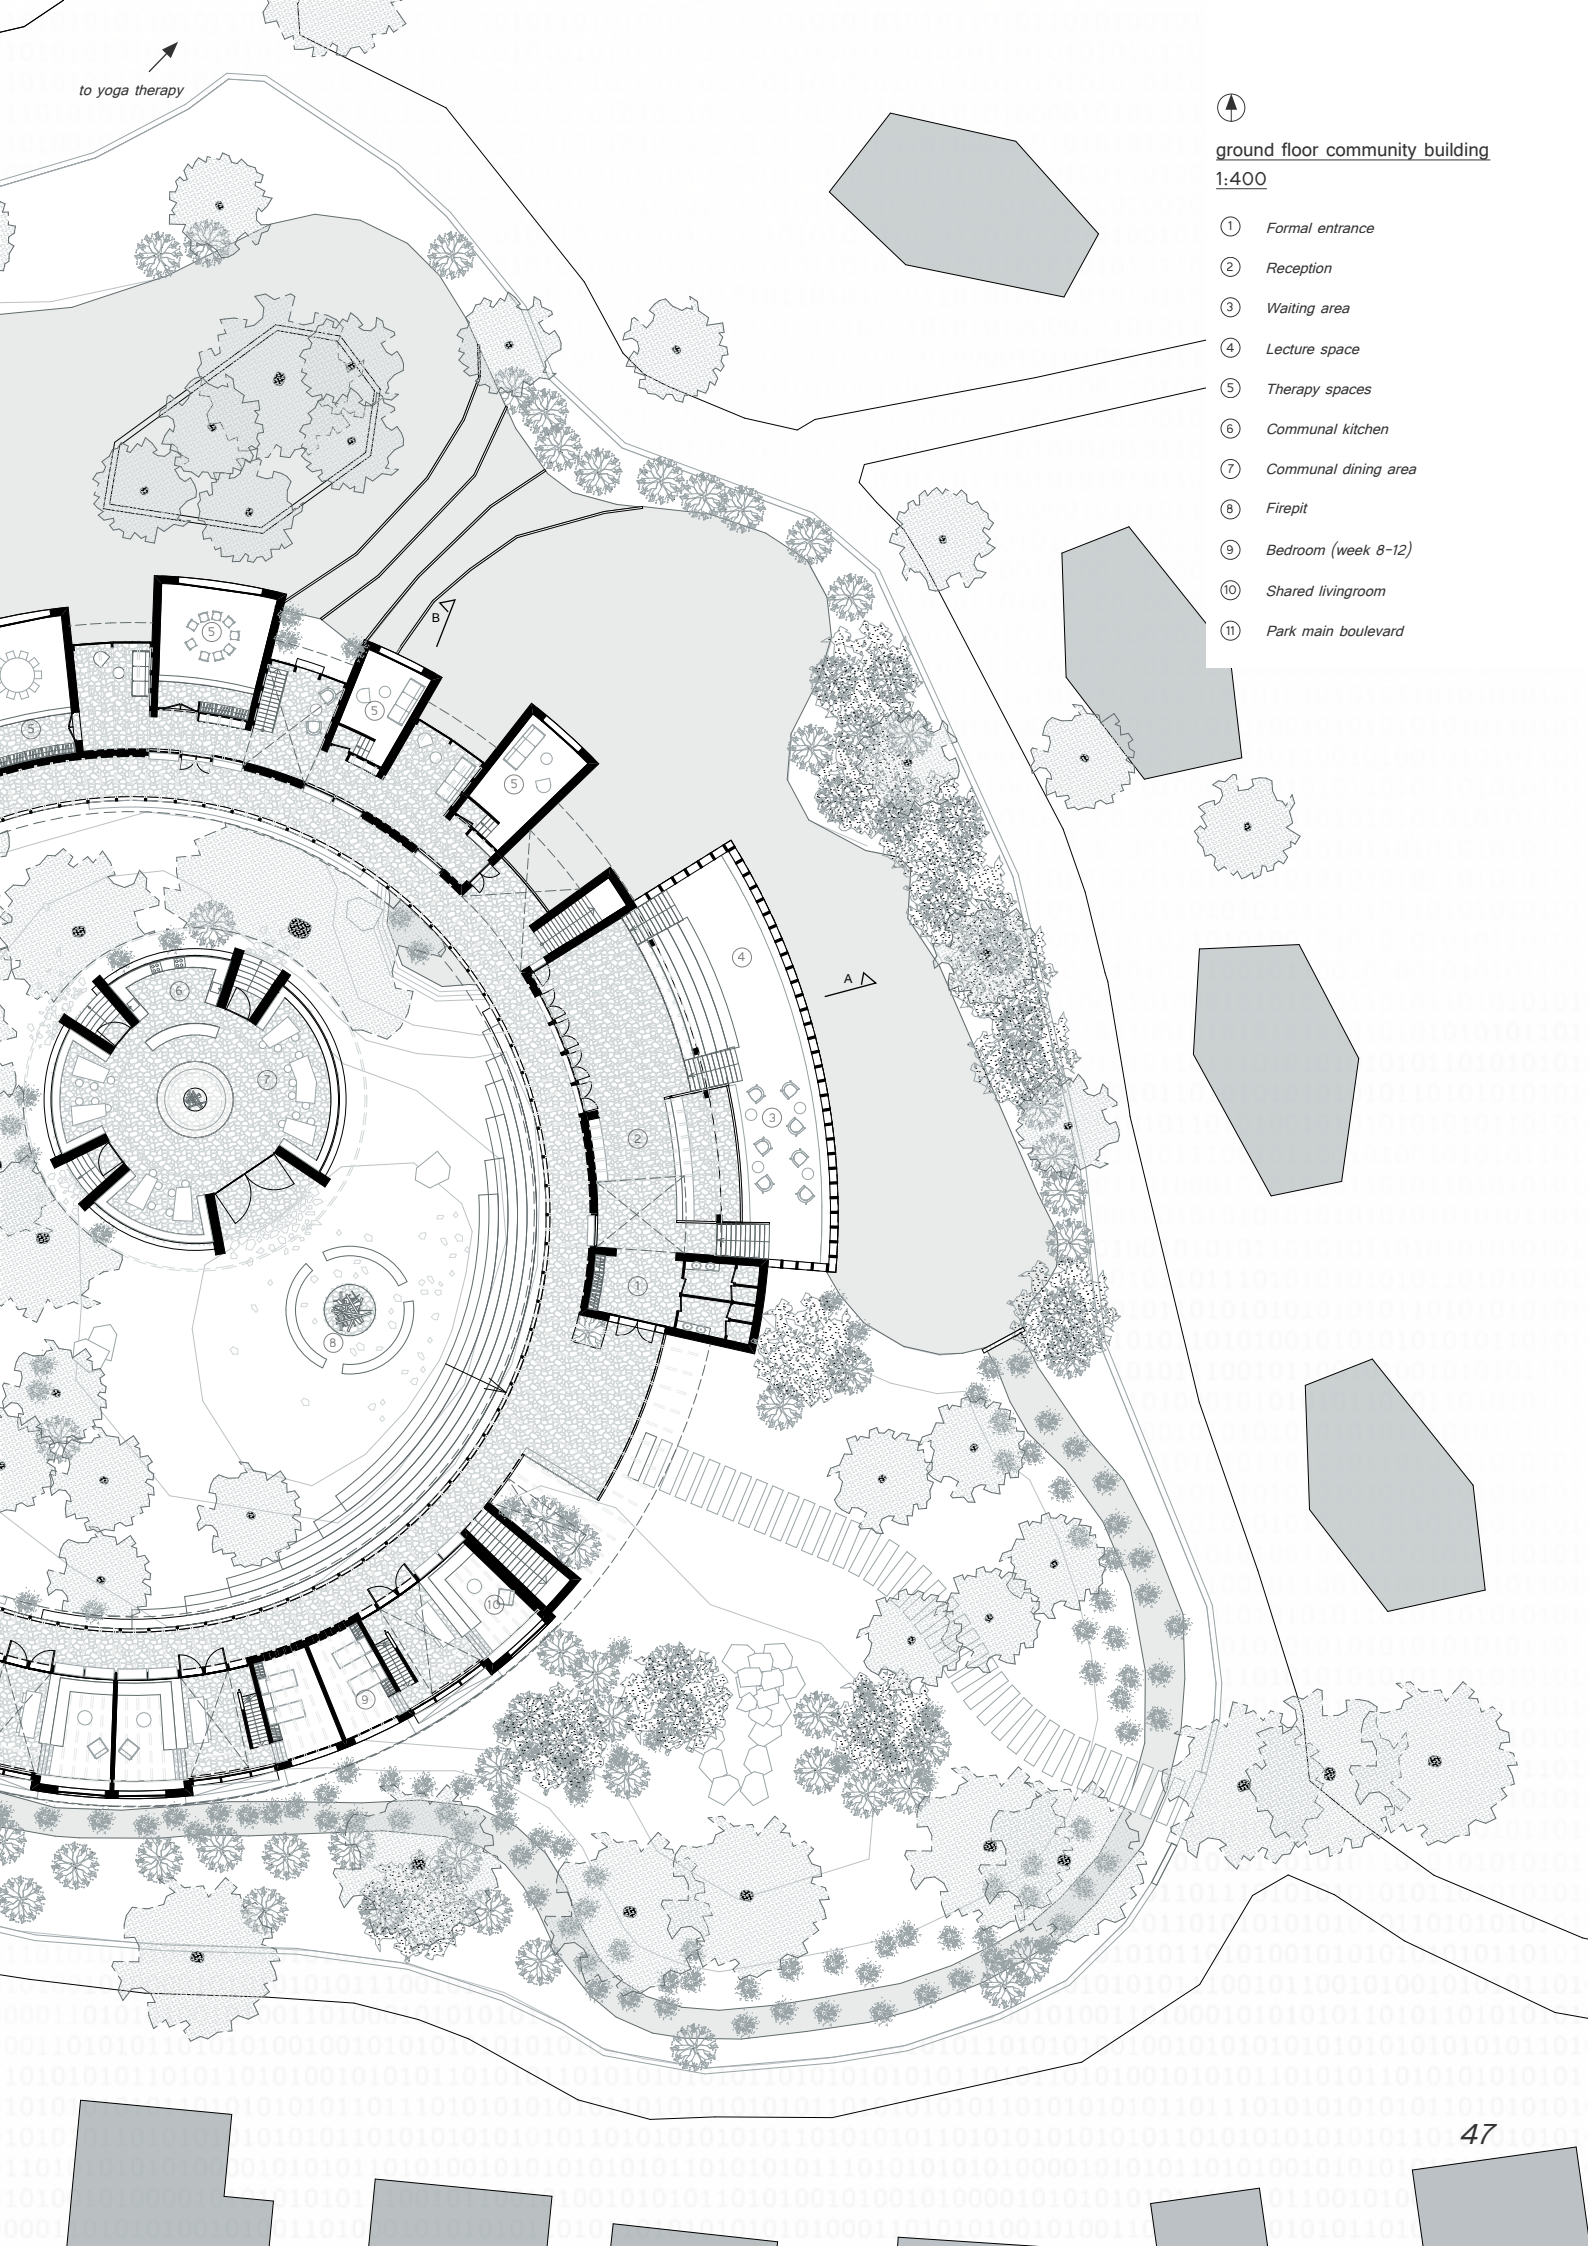 to yoga therapy
ground floor community building
1:400
1 Formal entrance
2 Reception
3 Waiting area
4 Lecture space
5 Therapy spaces
6 Communal kitchen
7 Communal dining area
8 Firepit
9 Bedroom (week 8-12)
10 Shared livingroom
11 Park main boulevard
B
5
5
5
5
4
A
6
7
3
2
1
8
10
9
47